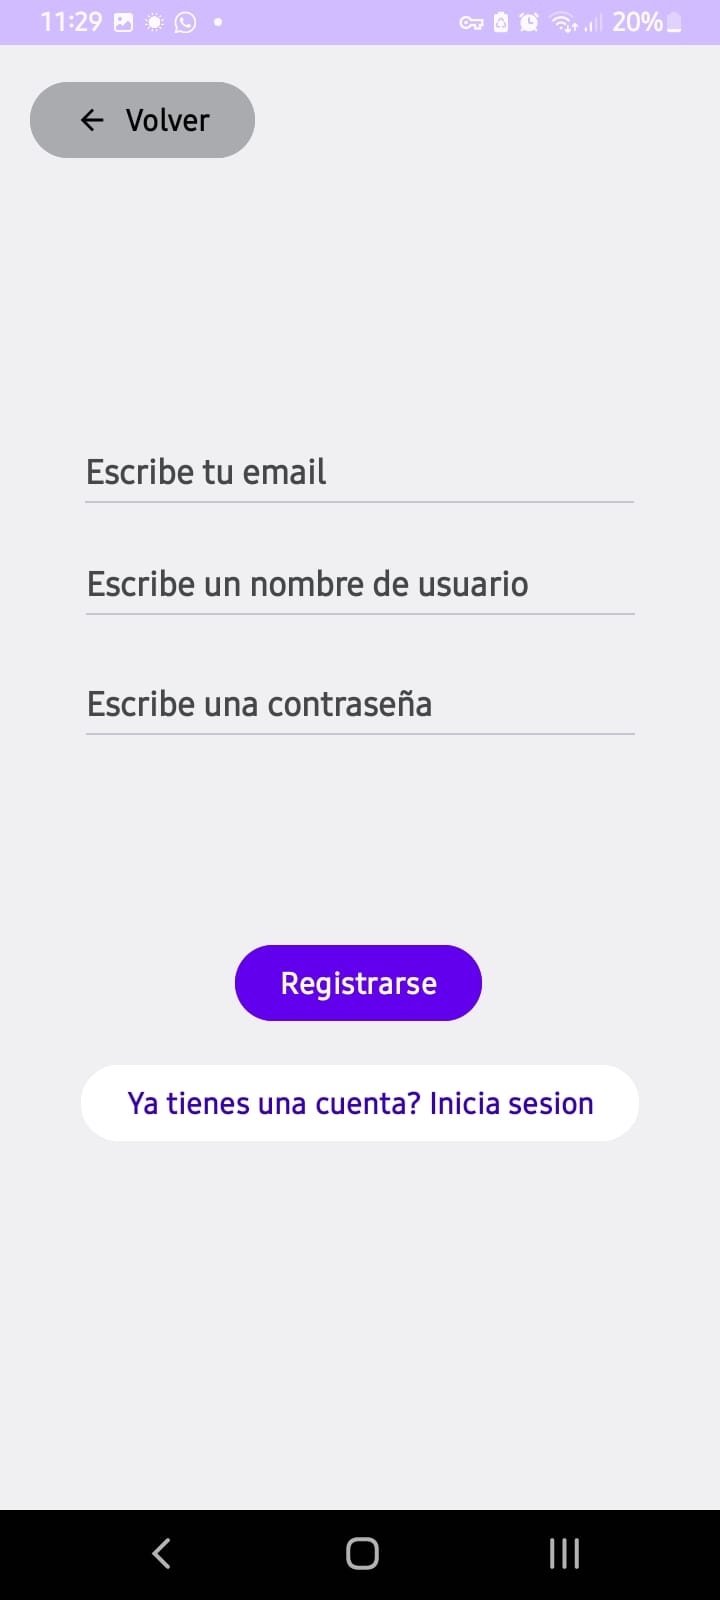 11:29 20%
Volver
Escribe tu email
Escribe un nombre de usuario
Escribe una contraseña
Registrarse
Ya tienes una cuenta? Inicia sesion